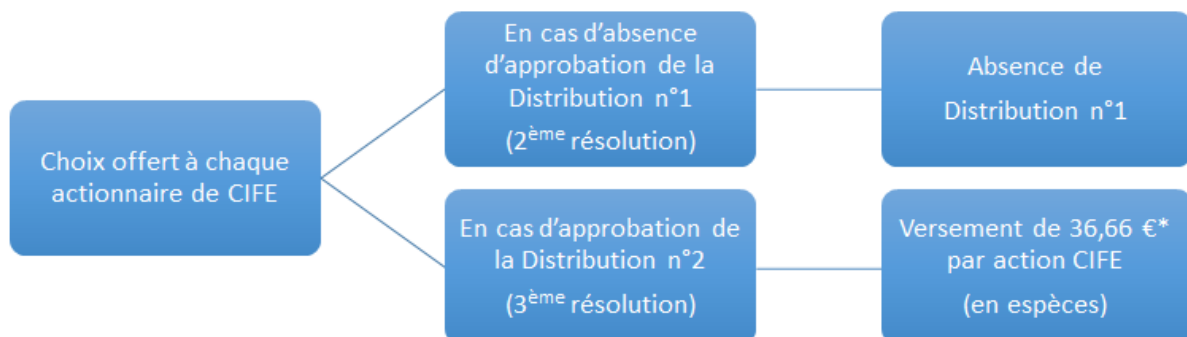 Choix offert à chaque
actionnaire de CIFE
En cas d'absence
d'approbation de la
Distribution n°1
(2ème résolution)
Absence de
Distribution n°1
En cas d'approbation de
la Distribution n°2
(3ème résolution)
Versement de 36,66 €*
par action CIFE
(en espèces)